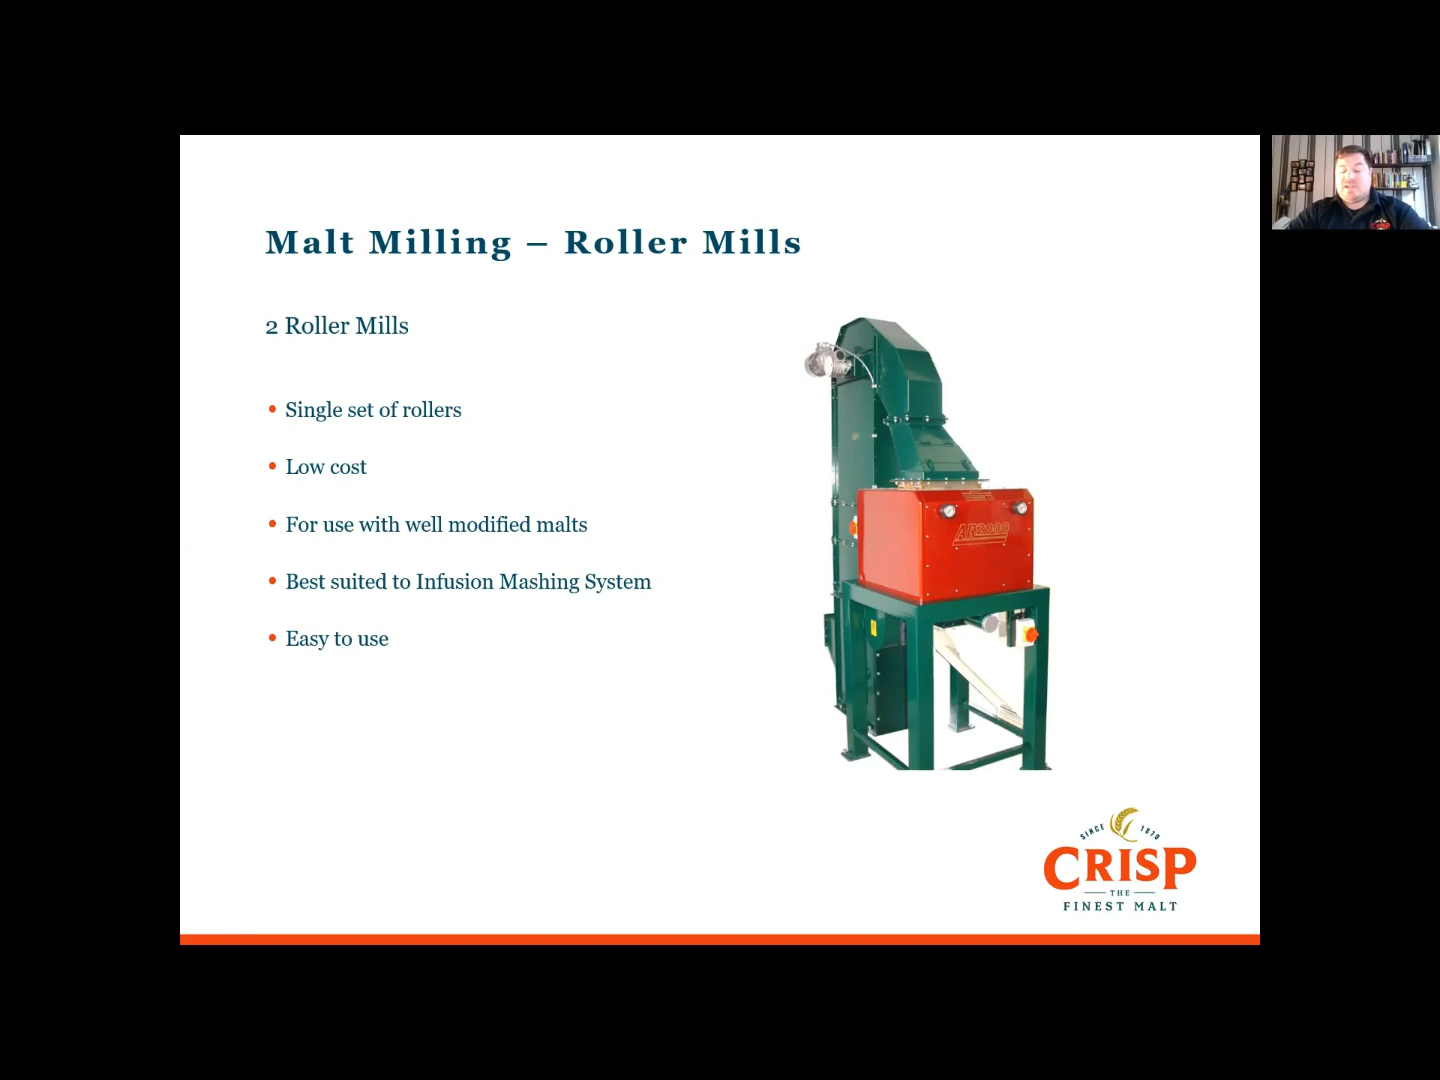 Malt Milling – Roller Mills
2 Roller Mills
• Single set of rollers
• Low cost
• For use with well modified malts
• Best suited to Infusion Mashing System
• Easy to use
AR2000
SINCE 1870
CRISP
THE
FINEST MALT
CRISP